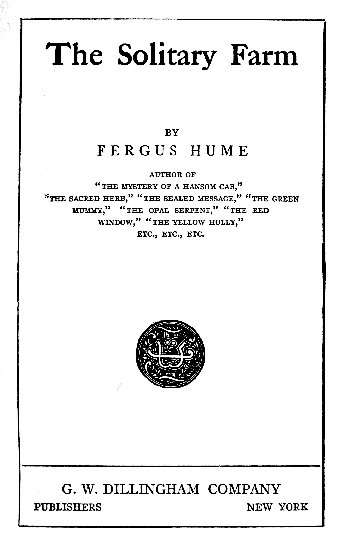 The Solitary Farm
BY
FERGUS HUME
AUTHOR OF
"THE MYSTERY OF A HANSOM CAB,"
"THE SACRED HERB," "THE SEALED MESSAGE," "THE GREEN
MUMMY," "THE OPAL SERPENT," "THE RED
WINDOW," "THE YELLOW HOLLY,"
ETC., ETC., ETC.
G. W. DILLINGHAM COMPANY
PUBLISHERS NEW YORK